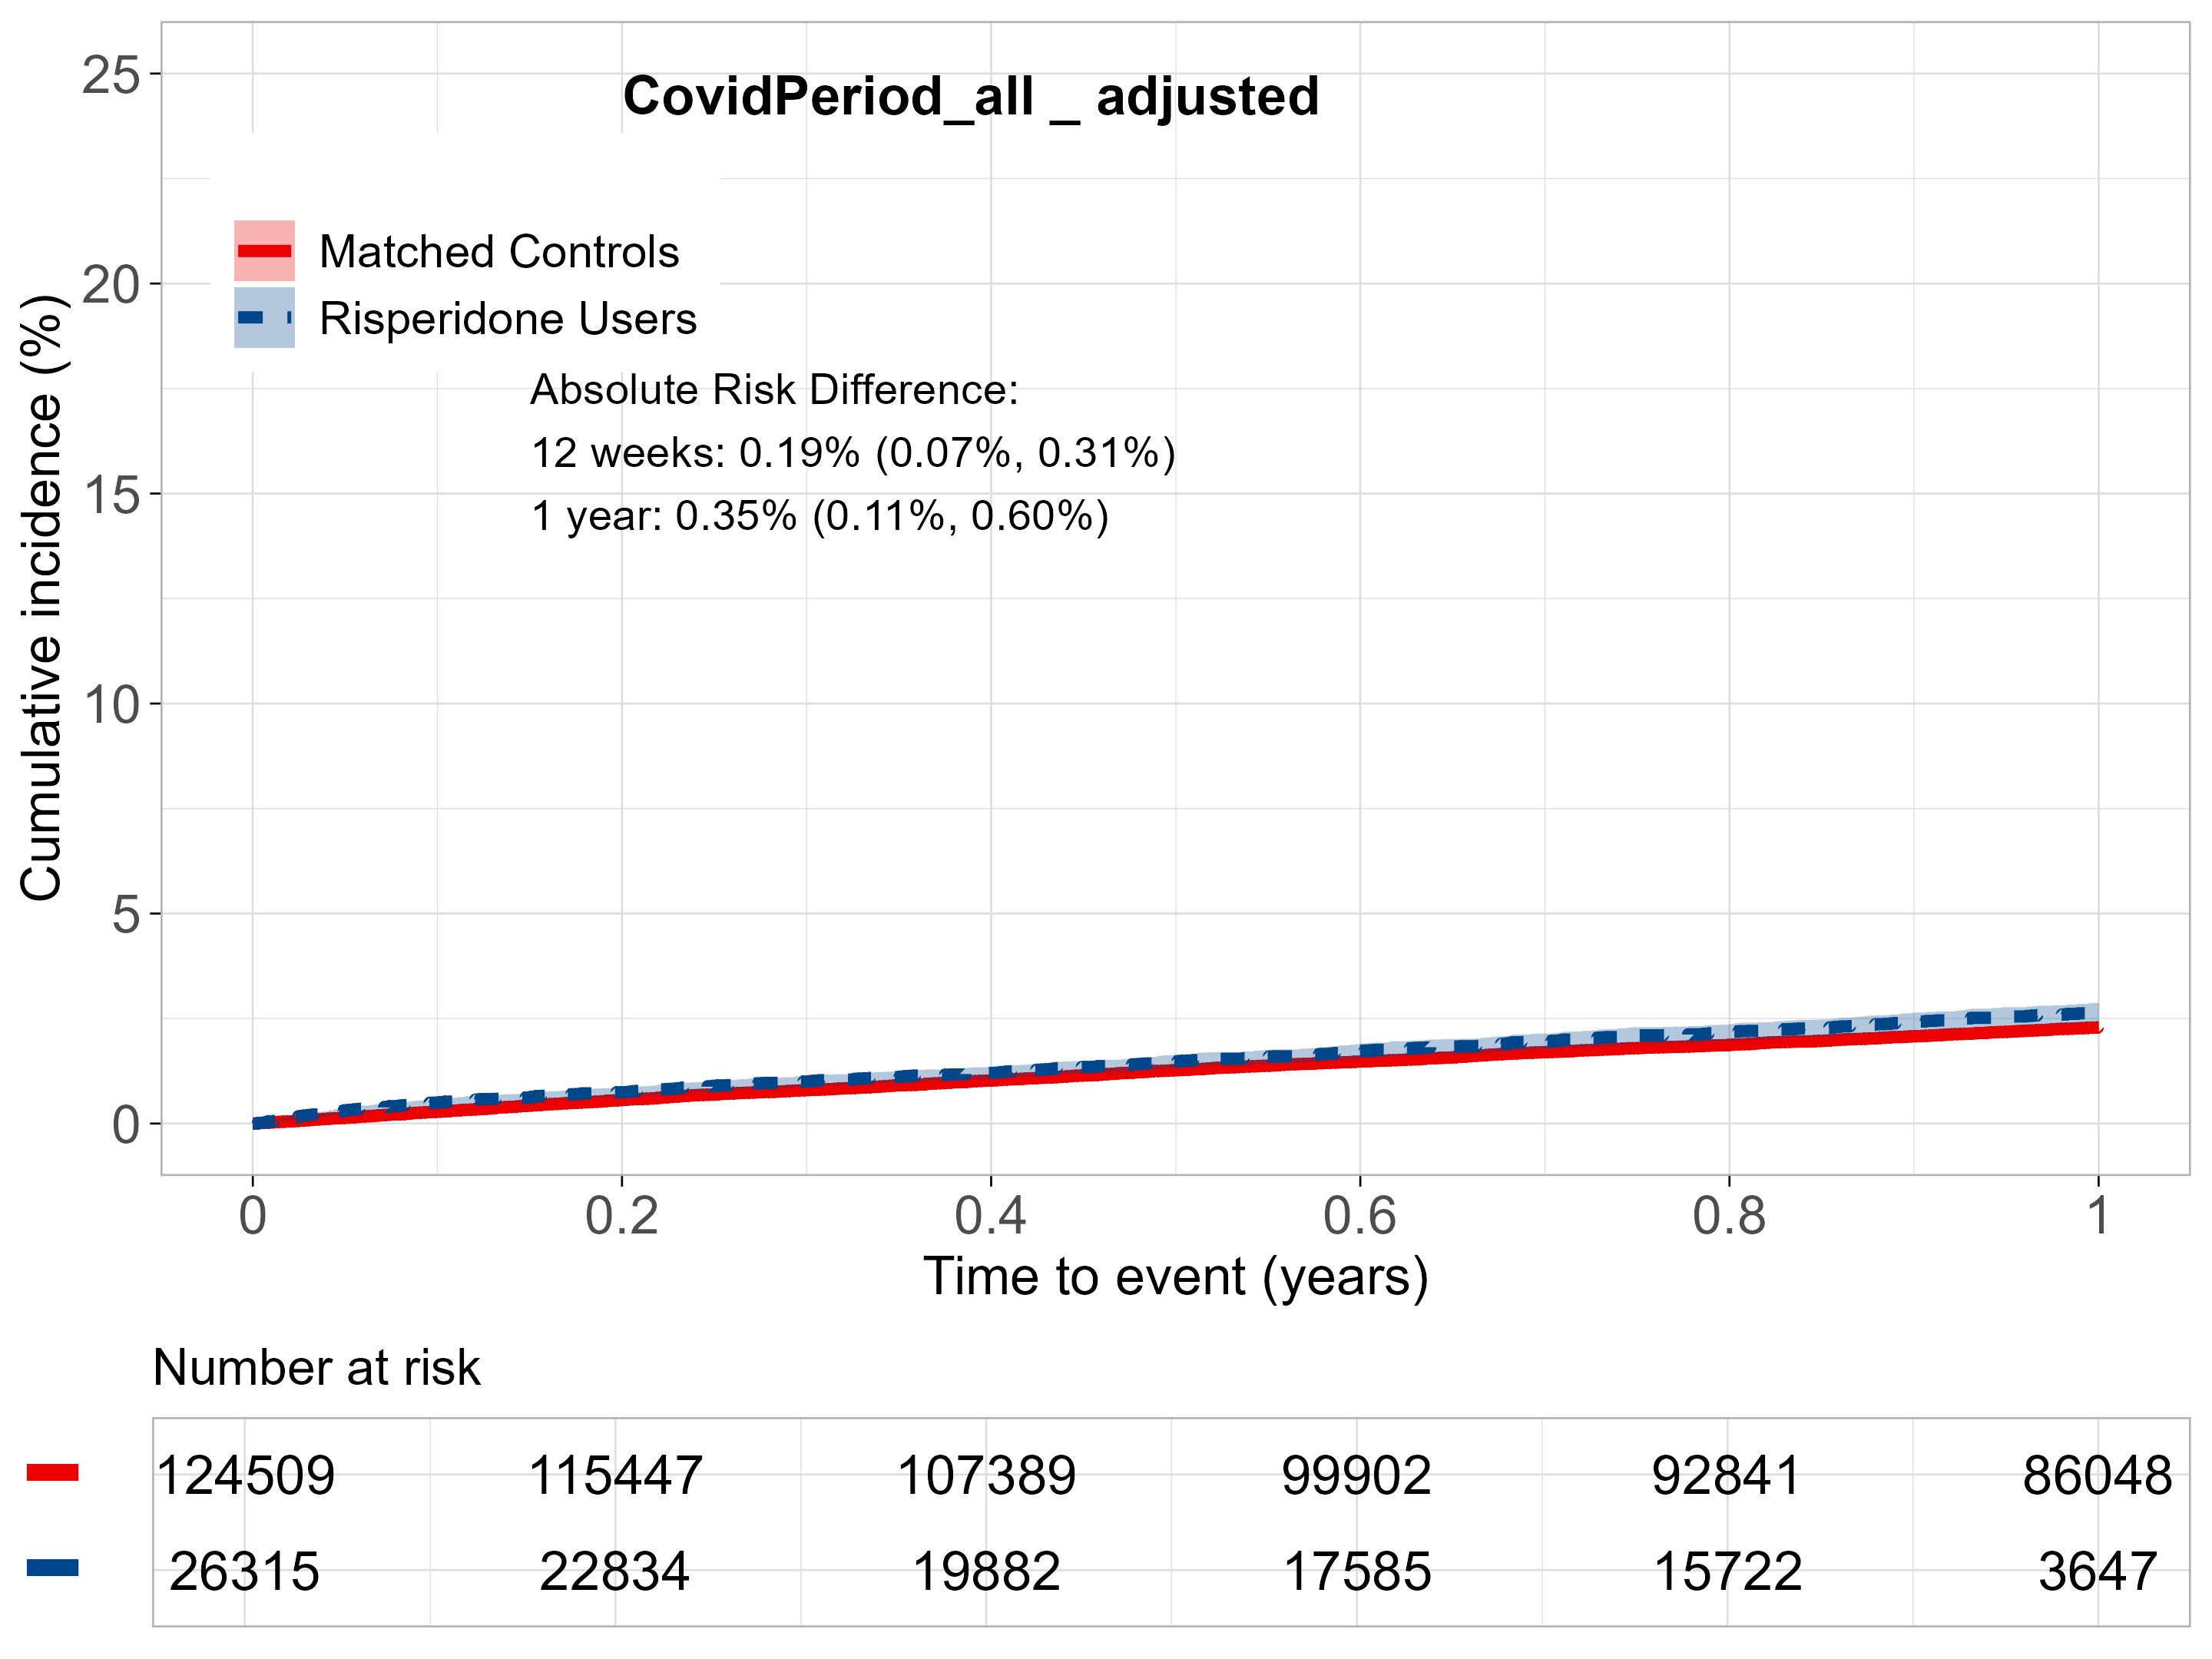 CovidPeriod_all _ adjusted
25
20
15
10
5
0
Cumulative incidence (%)
Matched Controls
Risperidone Users
Absolute Risk Difference:
12 weeks: 0.19% (0.07%, 0.31%)
1 year: 0.35% (0.11%, 0.60%)
0 0.2 0.4 0.6 0.8 1
Time to event (years)
Number at risk
124509 115447 107389 99902 92841 86048
26315 22834 19882 17585 15722 3647